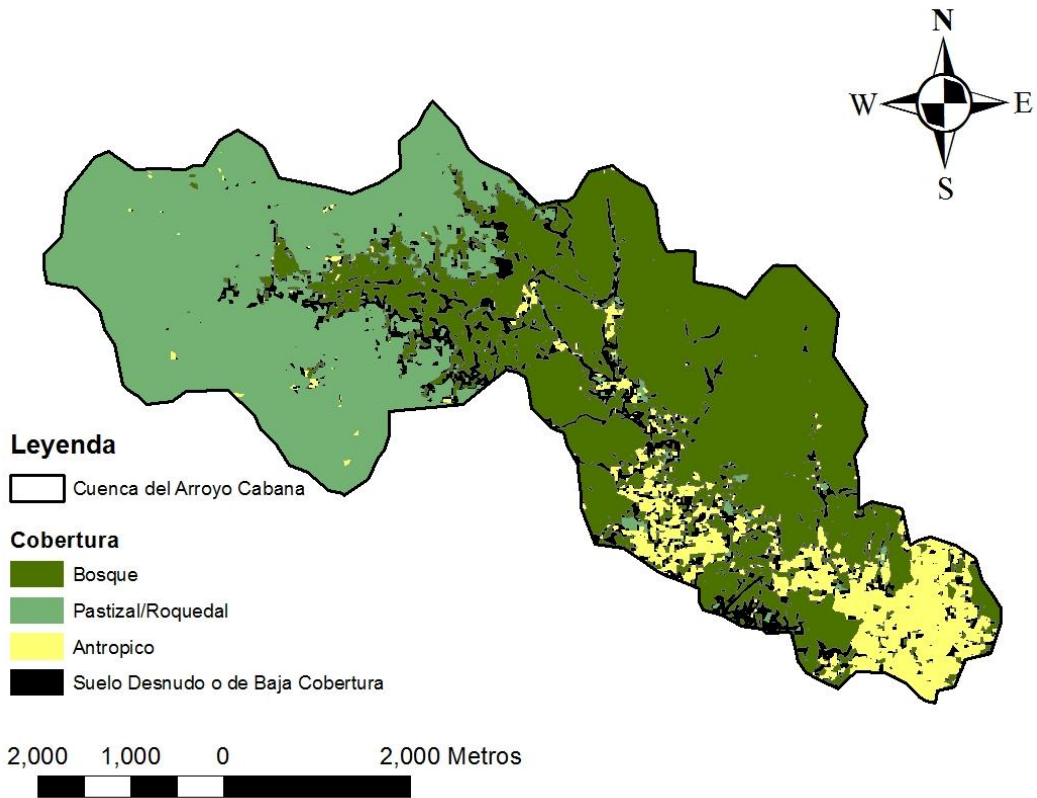 N
W E
S
Leyenda
Cuenca del Arroyo Cabana
Cobertura
Bosque
Pastizal/Roquedal
Antropico
Suelo Desnudo o de Baja Cobertura
2,000 1,000 0 2,000 Metros